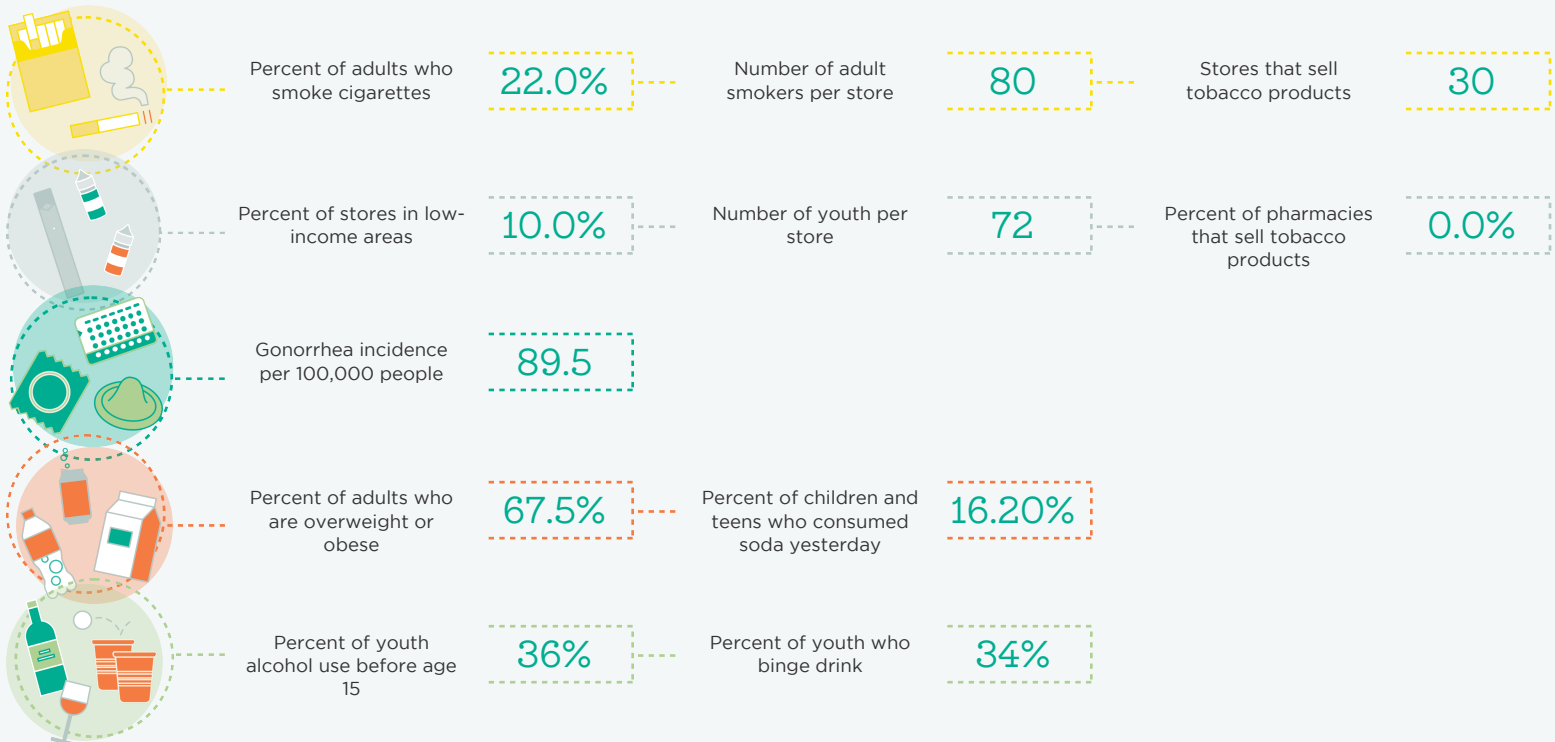 Percent of adults who
smoke cigarettes
22.0%
Number of adult
smokers per store
80
Stores that sell
tobacco products
30
Percent of stores in low-
income areas
10.0%
Number of youth per
store
72
Percent of pharmacies
that sell tobacco
products
0.0%
Gonorrhea incidence
per 100,000 people
89.5
Percent of adults who
are overweight or
obese
67.5%
Percent of children and
teens who consumed
soda yesterday
16.20%
Percent of youth
alcohol use before age
15
36%
Percent of youth who
binge drink
34%